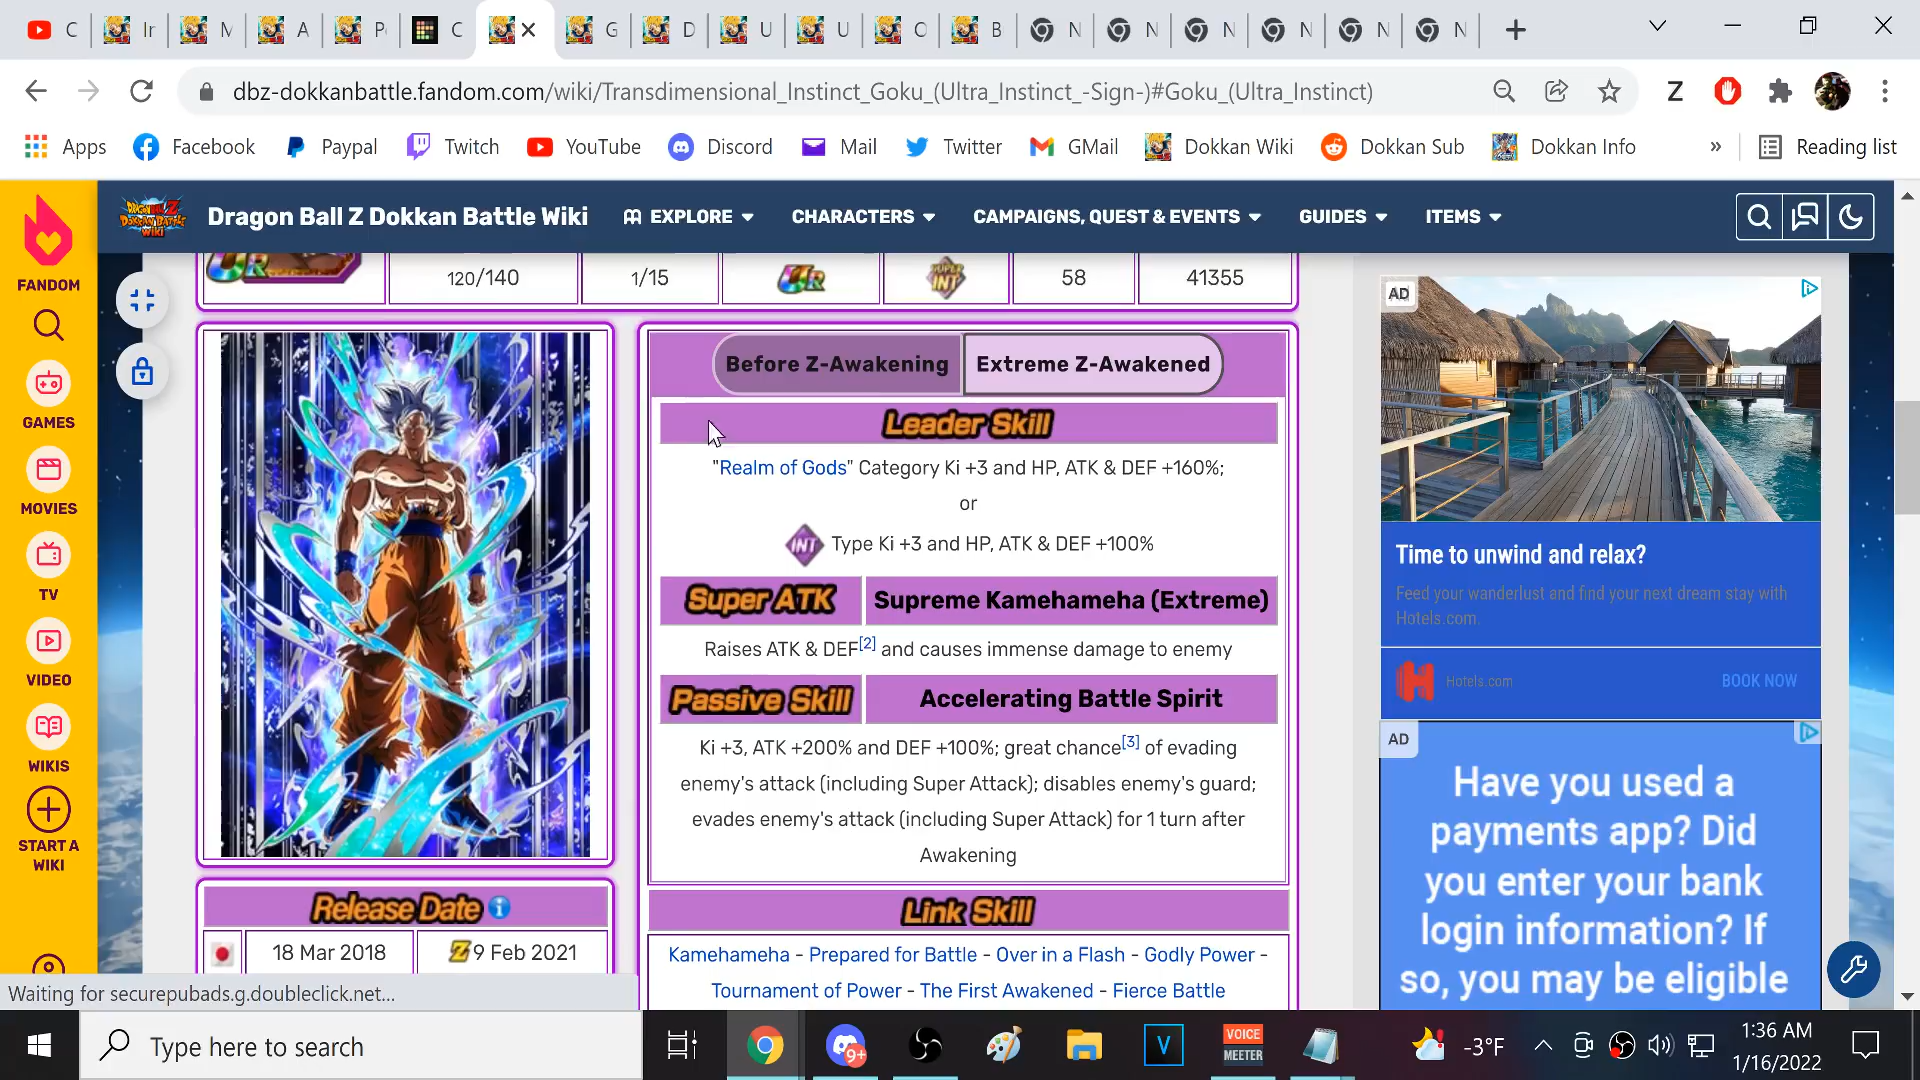 C
Ir
M
A
P
C
G
D
U
U
C
B
N
N
N
N
N
N
dbz-dokkanbattle.fandom.com/wiki/Transdimensional_Instinct_Goku_(Ultra_Instinct_-Sign-)#Goku_(Ultra_Instinct)
Z
Apps
Facebook
Paypal
Twitch
YouTube
Discord
Mail
Twitter
GMail
Dokkan Wiki
Dokkan Sub
Dokkan Info
»
Reading list
Dragon Ball Z Dokkan Battle Wiki
EXPLORE
CHARACTERS
CAMPAIGNS, QUEST & EVENTS
GUIDES
ITEMS
FANDOM
GAMES
MOVIES
TV
VIDEO
WIKIS
START A
WIKI
UR
120/140
1/15
UR
SUPER
INT
58
41355
Before Z-Awakening
Extreme Z-Awakened
Leader Skill
"Realm of Gods" Category Ki +3 and HP, ATK & DEF +160%;
or
INT Type Ki +3 and HP, ATK & DEF +100%
Super ATK
Supreme Kamehameha (Extreme)
Raises ATK & DEF[2] and causes immense damage to enemy
Passive Skill
Accelerating Battle Spirit
Ki +3, ATK +200% and DEF +100%; great chance[3] of evading
enemy's attack (including Super Attack); disables enemy's guard;
evades enemy's attack (including Super Attack) for 1 turn after
Awakening
Release Date
18 Mar 2018
Z 9 Feb 2021
Link Skill
Kamehameha - Prepared for Battle - Over in a Flash - Godly Power -
Tournament of Power - The First Awakened - Fierce Battle
AD
Time to unwind and relax?
Feed your wanderlust and find your next dream stay with
Hotels.com.
Hotels.com
BOOK NOW
AD
Have you used a
payments app? Did
you enter your bank
login information? If
so, you may be eligible
Waiting for securepubads.g.doubleclick.net...
Type here to search
9+
V
VOICE
MEETER
-3°F
1:36 AM
1/16/2022